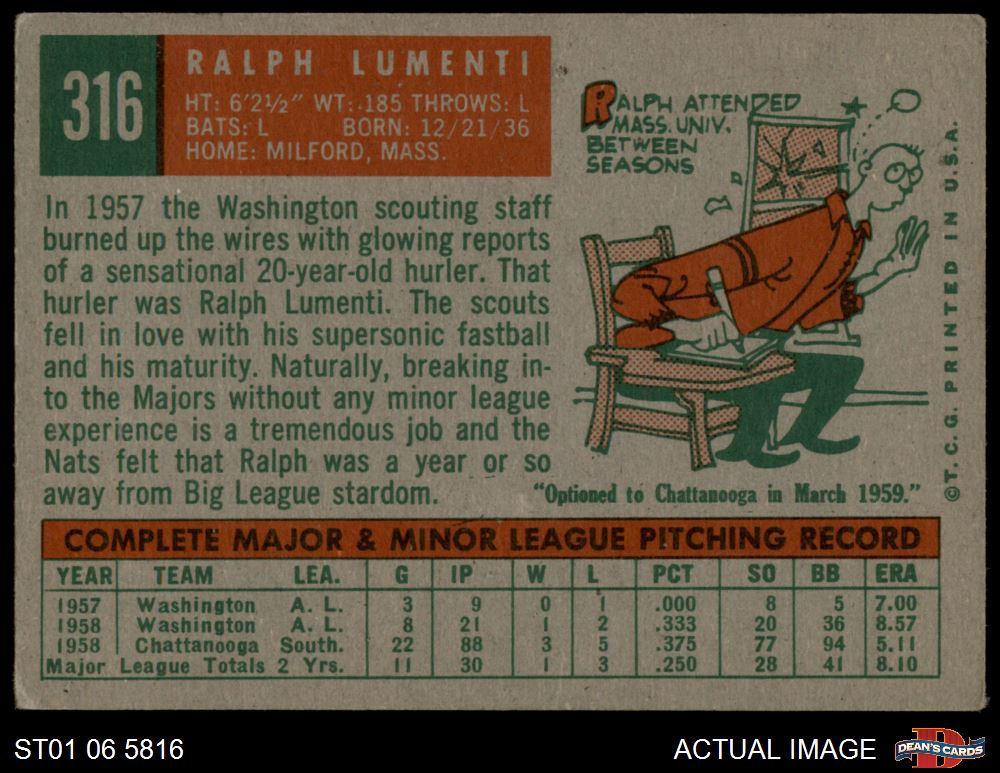 316
RALPH LUMENTI
HT: 6'2½" WT: 185 THROWS: L
BATS: L BORN: 12/21/36
HOME: MILFORD, MASS.
RALPH ATTENDED
MASS. UNIV.
BETWEEN
SEASONS
In 1957 the Washington scouting staff
burned up the wires with glowing reports
of a sensational 20-year-old hurler. That
hurler was Ralph Lumenti. The scouts
fell in love with his supersonic fastball
and his maturity. Naturally, breaking in-
to the Majors without any minor league
experience is a tremendous job and the
Nats felt that Ralph was a year or so
away from Big League stardom.
"Optioned to Chattanooga in March 1959."
©T. C. G. PRINTED IN U.S.A.
COMPLETE MAJOR & MINOR LEAGUE PITCHING RECORD
YEAR TEAM LEA. G IP W L PCT SO BB ERA
1957 Washington A. L. 3 9 0 1 .000 8 5 7.00
1958 Washington A. L. 8 21 1 2 .333 20 36 8.57
1958 Chattanooga South. 22 88 3 5 .375 77 94 5.11
Major League Totals 2 Yrs. 11 30 1 3 .250 28 41 8.10
ST01 06 5816
ACTUAL IMAGE
D
DEAN'S CARDS